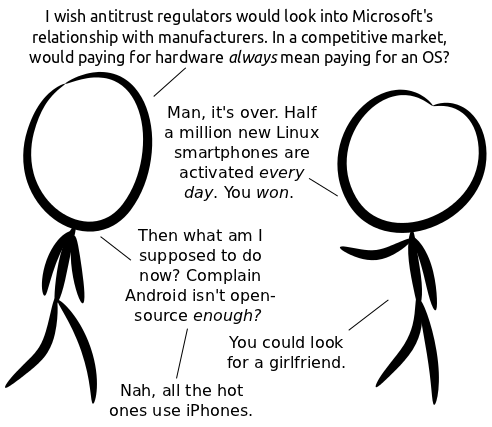 I wish antitrust regulators would look into Microsoft's
relationship with manufacturers. In a competitive market,
would paying for hardware always mean paying for an OS?
Man, it's over. Half
a million new Linux
smartphones are
activated every
day. You won.
Then what am I
supposed to do
now? Complain
Android isn't open-
source enough?
You could look
for a girlfriend.
Nah, all the hot
ones use iPhones.